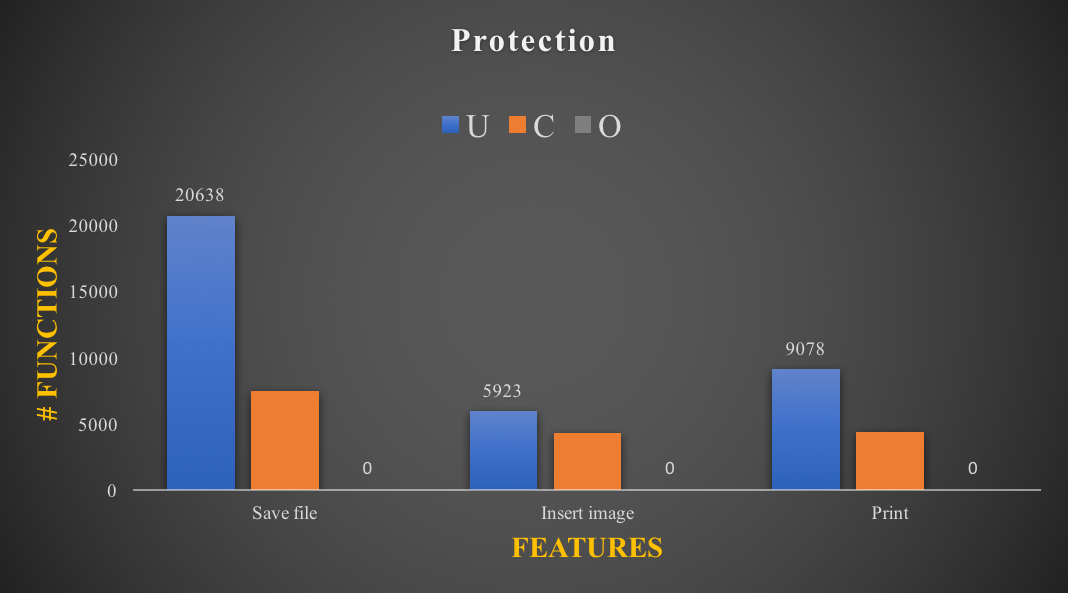 Protection
U C O
25000
20000
15000
10000
5000
0
# FUNCTIONS
20638
0
5923
0
9078
0
Save file
Insert image
Print
FEATURES